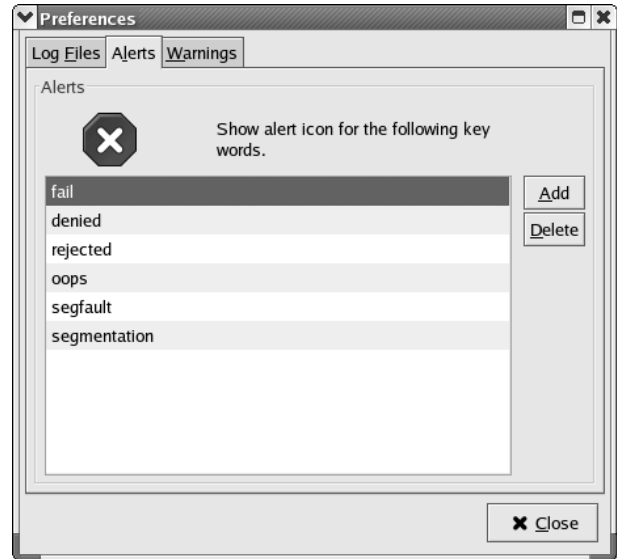 Preferences
Log Files Alerts Warnings
Alerts
Show alert icon for the following key
words.
fail
denied
rejected
oops
segfault
segmentation
Add
Delete
Close